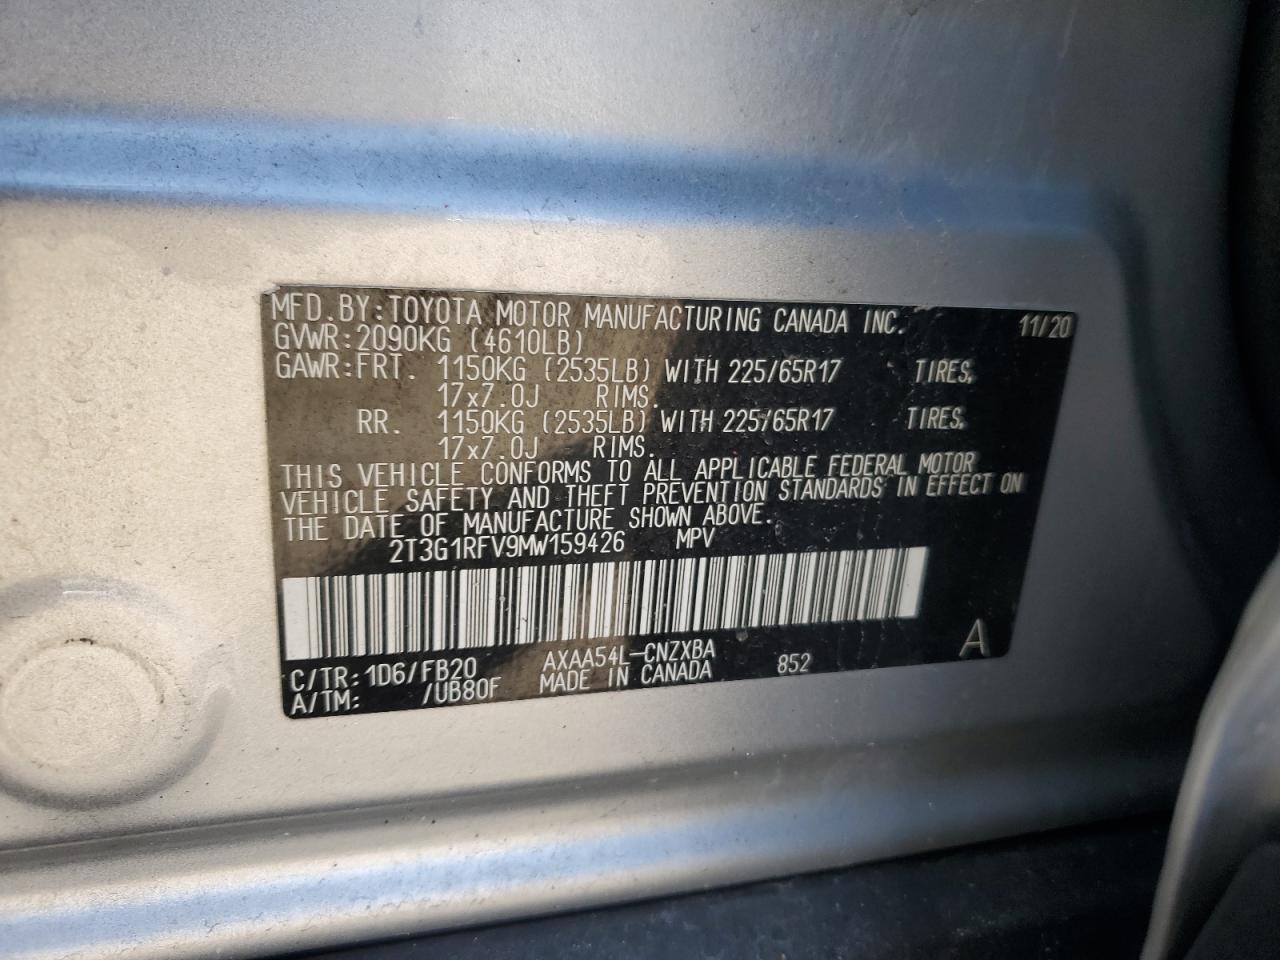 MFD.BY:TOYOTA MOTOR MANUFACTURING CANADA INC. 11/20
GVWR:2090KG (4610LB)
GAWR:FRT. 1150KG (2535LB) WITH 225/65R17 TIRES,
17x7.0J RIMS.
RR. 1150KG (2535LB) WITH 225/65R17 TIRES,
17x7.0J RIMS.
THIS VEHICLE CONFORMS TO ALL APPLICABLE FEDERAL MOTOR
VEHICLE SAFETY AND THEFT PREVENTION STANDARDS IN EFFECT ON
THE DATE OF MANUFACTURE SHOWN ABOVE.
2T3G1RFV9MW159426 MPV
C/TR:1D6/FB20 AXAA54L-CNZXBA 852 A
A/TM: /UB80F MADE IN CANADA